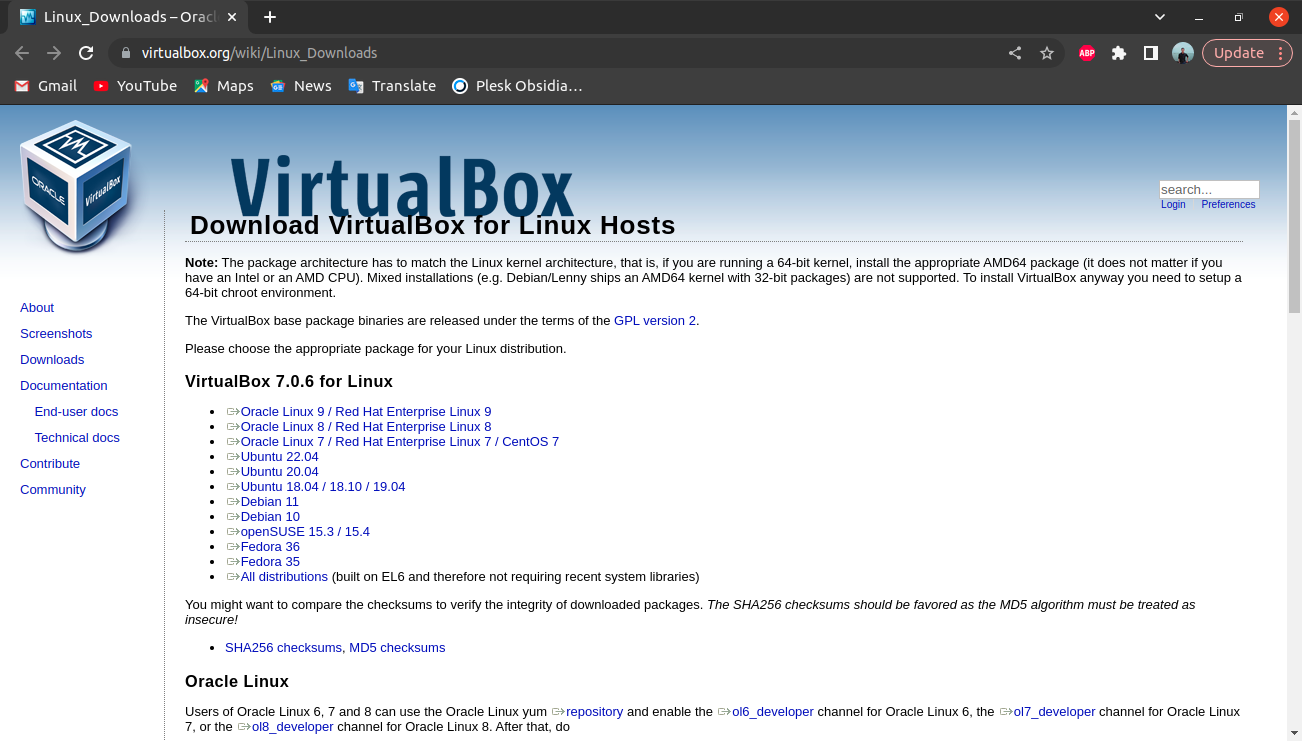 Linux_Downloads – Orac
virtualbox.org/wiki/Linux_Downloads
ABP
Update
Gmail
YouTube
Maps
News
Translate
Plesk Obsidia…
ORACLE
VirtualBox
VirtualBox
search...
Login
Preferences
Download VirtualBox for Linux Hosts
Note: The package architecture has to match the Linux kernel architecture, that is, if you are running a 64-bit kernel, install the appropriate AMD64 package (it does not matter if you
have an Intel or an AMD CPU). Mixed installations (e.g. Debian/Lenny ships an AMD64 kernel with 32-bit packages) are not supported. To install VirtualBox anyway you need to setup a
64-bit chroot environment.
The VirtualBox base package binaries are released under the terms of the GPL version 2.
Please choose the appropriate package for your Linux distribution.
About
Screenshots
Downloads
Documentation
End-user docs
Technical docs
Contribute
Community
VirtualBox 7.0.6 for Linux
Oracle Linux 9 / Red Hat Enterprise Linux 9
Oracle Linux 8 / Red Hat Enterprise Linux 8
Oracle Linux 7 / Red Hat Enterprise Linux 7 / CentOS 7
Ubuntu 22.04
Ubuntu 20.04
Ubuntu 18.04 / 18.10 / 19.04
Debian 11
Debian 10
openSUSE 15.3 / 15.4
Fedora 36
Fedora 35
All distributions (built on EL6 and therefore not requiring recent system libraries)
You might want to compare the checksums to verify the integrity of downloaded packages. The SHA256 checksums should be favored as the MD5 algorithm must be treated as
insecure!
SHA256 checksums, MD5 checksums
Oracle Linux
Users of Oracle Linux 6, 7 and 8 can use the Oracle Linux yum repository and enable the ol6_developer channel for Oracle Linux 6, the ol7_developer channel for Oracle Linux
7, or the ol8_developer channel for Oracle Linux 8. After that, do